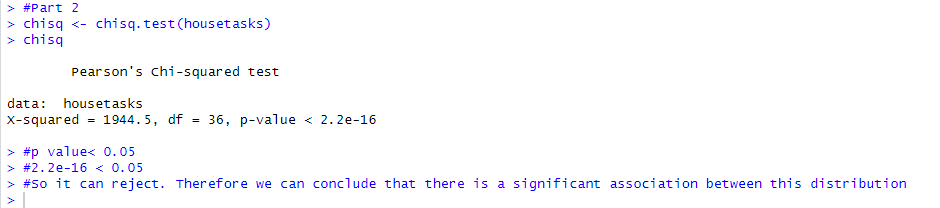 > #Part 2
> chisq <- chisq.test(housetasks)
> chisq
Pearson's Chi-squared test
data:  housetasks
X-squared = 1944.5, df = 36, p-value < 2.2e-16
> #p value< 0.05
> #2.2e-16 < 0.05
> #So it can reject. Therefore we can conclude that there is a significant association between this distribution
>